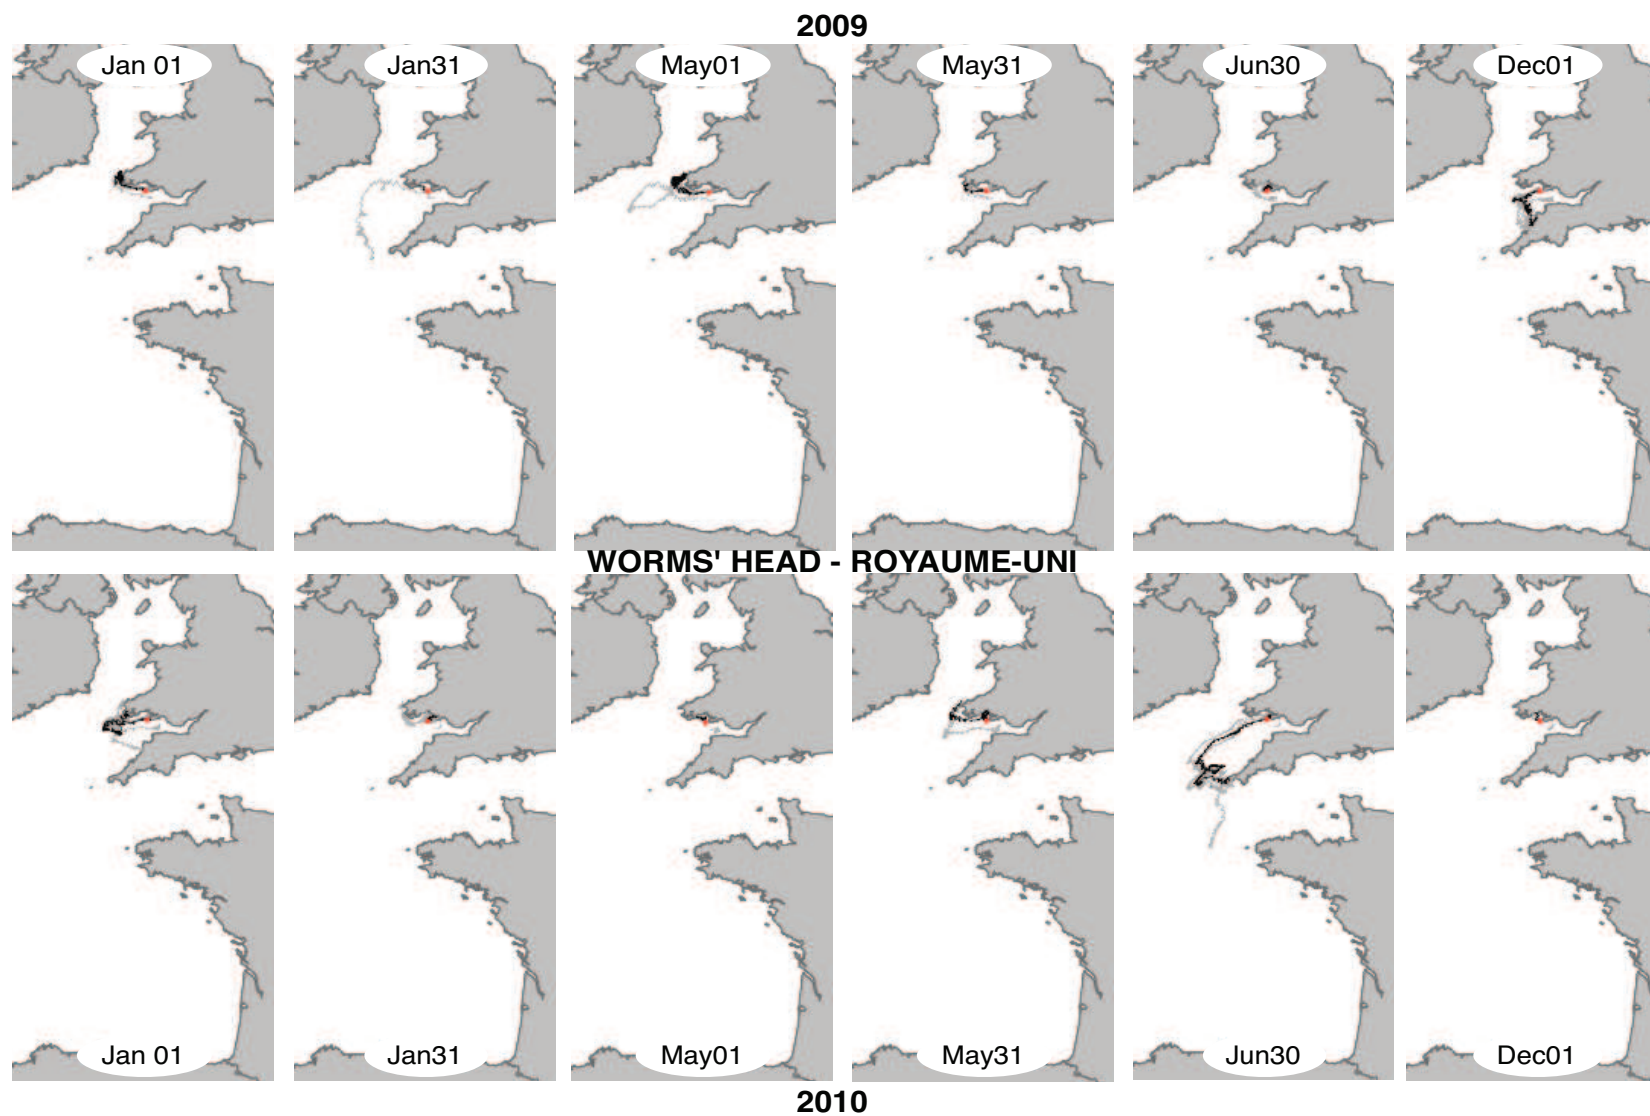 2009
Jan 01 Jan31 May01 May31 Jun30 Dec01
WORMS' HEAD - ROYAUME-UNI
Jan 01 Jan31 May01 May31 Jun30 Dec01
2010